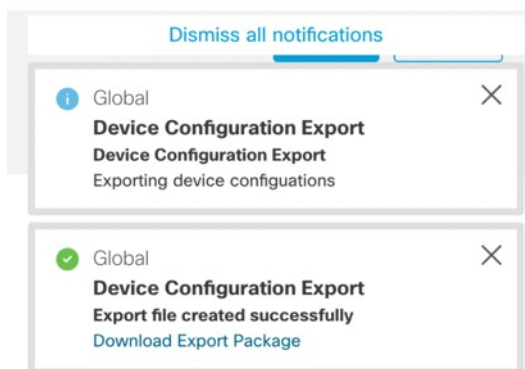 Dismiss all notifications
Global
Device Configuration Export
Device Configuration Export
Exporting device configuations
Global
Device Configuration Export
Export file created successfully
Download Export Package